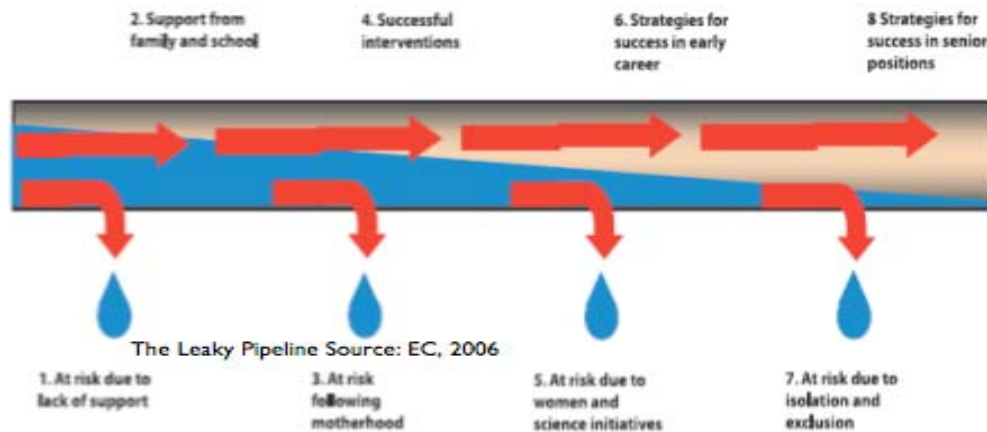 2. Support from
family and school
4. Successful
interventions
6. Strategies for
success in early
career
8 Strategies for
success in senior
positions
The Leaky Pipeline Source: EC, 2006
1. At risk due to
lack of support
3. At risk
following
motherhood
5. At risk due to
women and
science initiatives
7. At risk due to
isolation and
exclusion